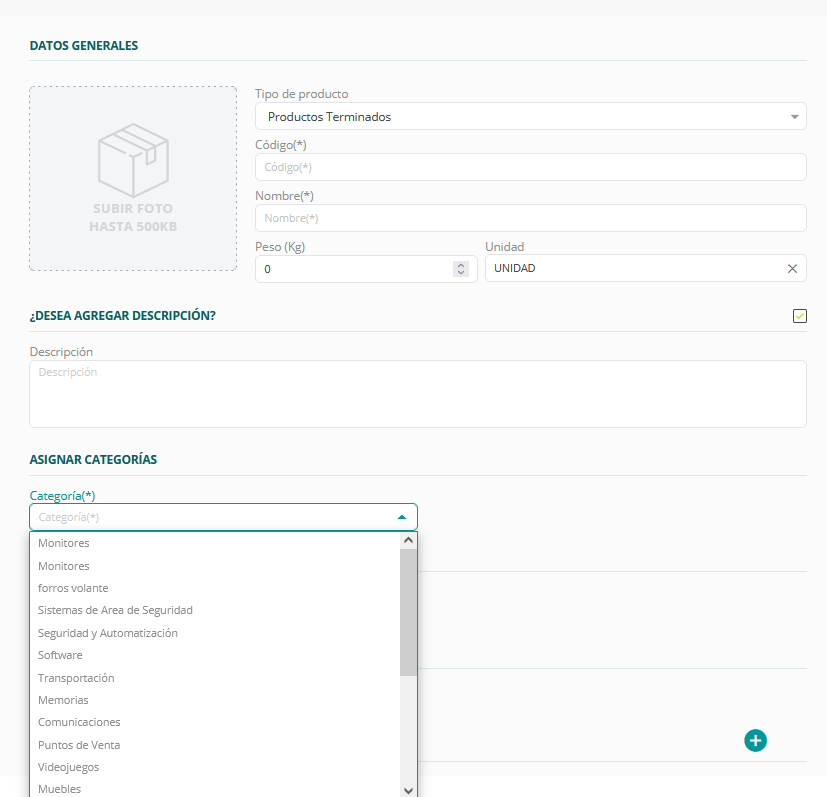 DATOS GENERALES
SUBIR FOTO
HASTA 500KB
Tipo de producto
Productos Terminados
Código(*)
Código(*)
Nombre(*)
Nombre(*)
Peso (Kg)
Unidad
0
UNIDAD
¿DESEA AGREGAR DESCRIPCIÓN?
Descripción
Descripción
ASIGNAR CATEGORÍAS
Categoría(*)
Categoría(*)
Monitores
Monitores
forros volante
Sistemas de Area de Seguridad
Seguridad y Automatización
Software
Transportación
Memorias
Comunicaciones
Puntos de Venta
Videojuegos
Muebles